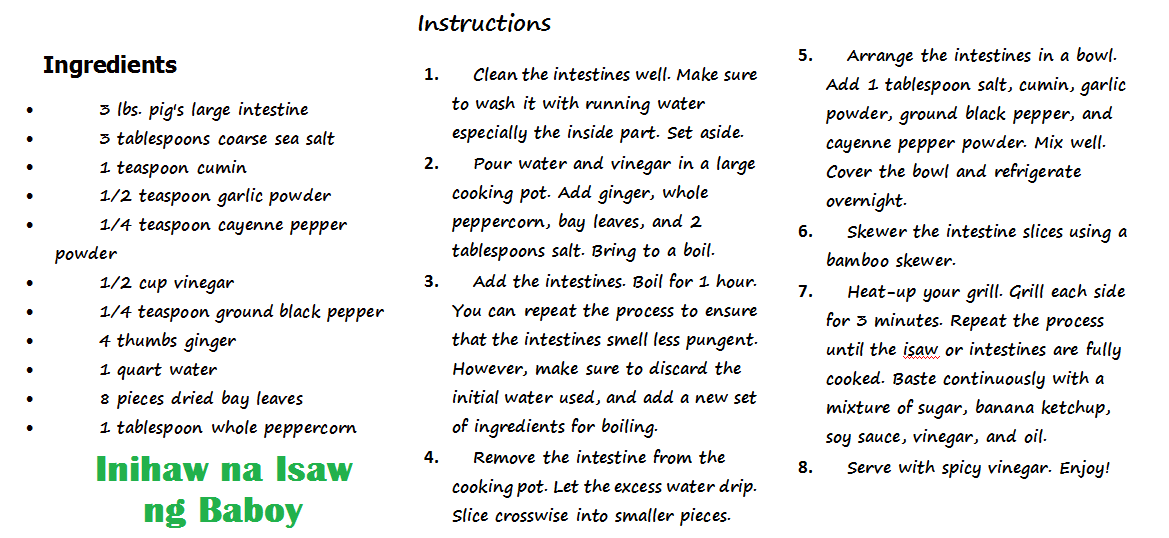 Ingredients
• 3 lbs. pig's large intestine
• 3 tablespoons coarse sea salt
• 1 teaspoon cumin
• 1/2 teaspoon garlic powder
• 1/4 teaspoon cayenne pepper
powder
• 1/2 cup vinegar
• 1/4 teaspoon ground black pepper
• 4 thumbs ginger
• 1 quart water
• 8 pieces dried bay leaves
• 1 tablespoon whole peppercorn
Inihaw na Isaw
ng Baboy
Instructions
1. Clean the intestines well. Make sure
to wash it with running water
especially the inside part. Set aside.
2. Pour water and vinegar in a large
cooking pot. Add ginger, whole
peppercorn, bay leaves, and 2
tablespoons salt. Bring to a boil.
3. Add the intestines. Boil for 1 hour.
You can repeat the process to ensure
that the intestines smell less pungent.
However, make sure to discard the
initial water used, and add a new set
of ingredients for boiling.
4. Remove the intestine from the
cooking pot. Let the excess water drip.
Slice crosswise into smaller pieces.
5. Arrange the intestines in a bowl.
Add 1 tablespoon salt, cumin, garlic
powder, ground black pepper, and
cayenne pepper powder. Mix well.
Cover the bowl and refrigerate
overnight.
6. Skewer the intestine slices using a
bamboo skewer.
7. Heat-up your grill. Grill each side
for 3 minutes. Repeat the process
until the isaw or intestines are fully
cooked. Baste continuously with a
mixture of sugar, banana ketchup,
soy sauce, vinegar, and oil.
8. Serve with spicy vinegar. Enjoy!